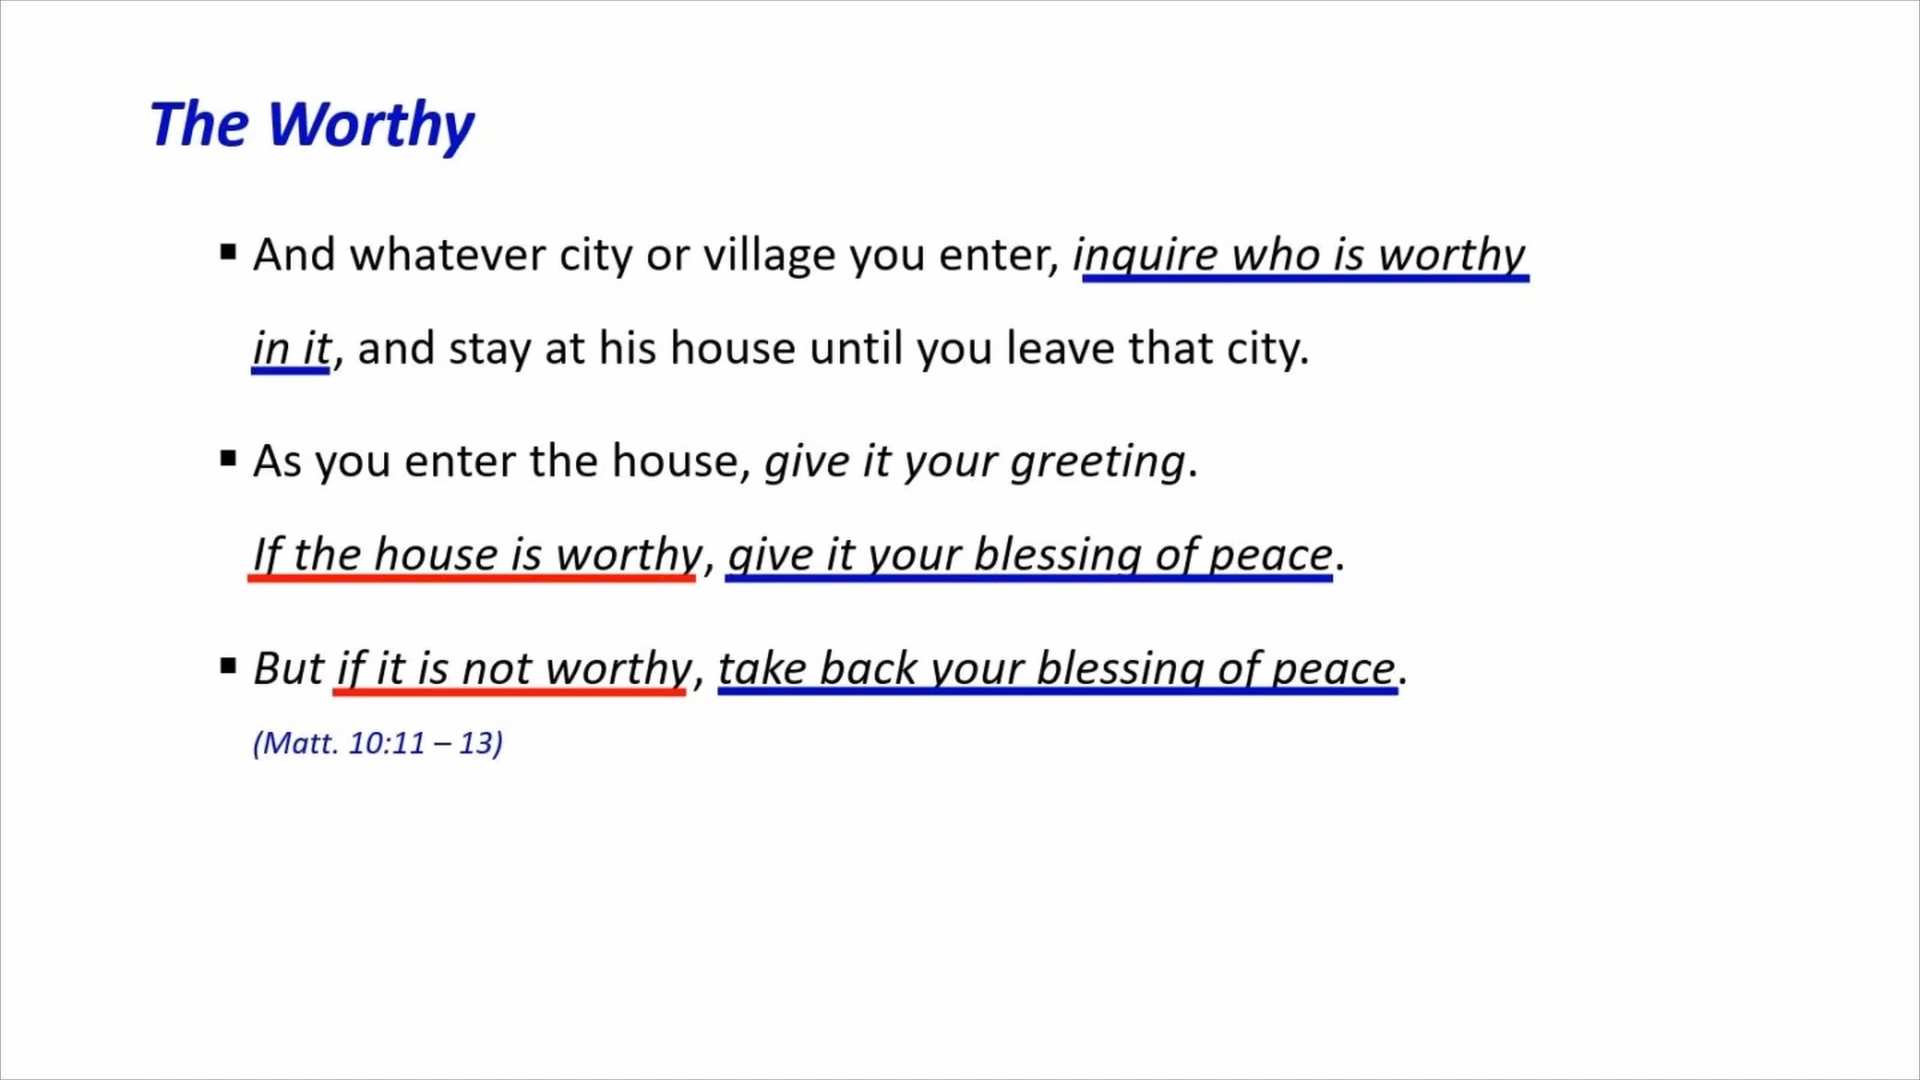 The Worthy
▪ And whatever city or village you enter, inquire who is worthy
in it, and stay at his house until you leave that city.
▪ As you enter the house, give it your greeting.
If the house is worthy, give it your blessing of peace.
▪ But if it is not worthy, take back your blessing of peace.
(Matt. 10:11 – 13)